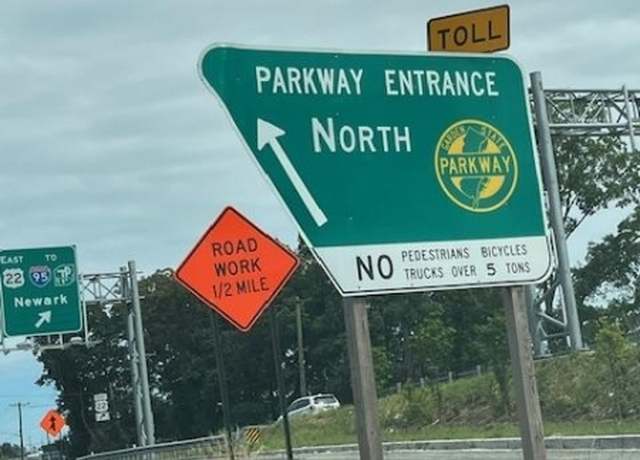 TOLL
PARKWAY ENTRANCE
NORTH
GARDEN STATE
PARKWAY
NO PEDESTRIANS BICYCLES
TRUCKS OVER 5 TONS
ROAD
WORK
1/2 MILE
EAST TO
22 95 TP
Newark